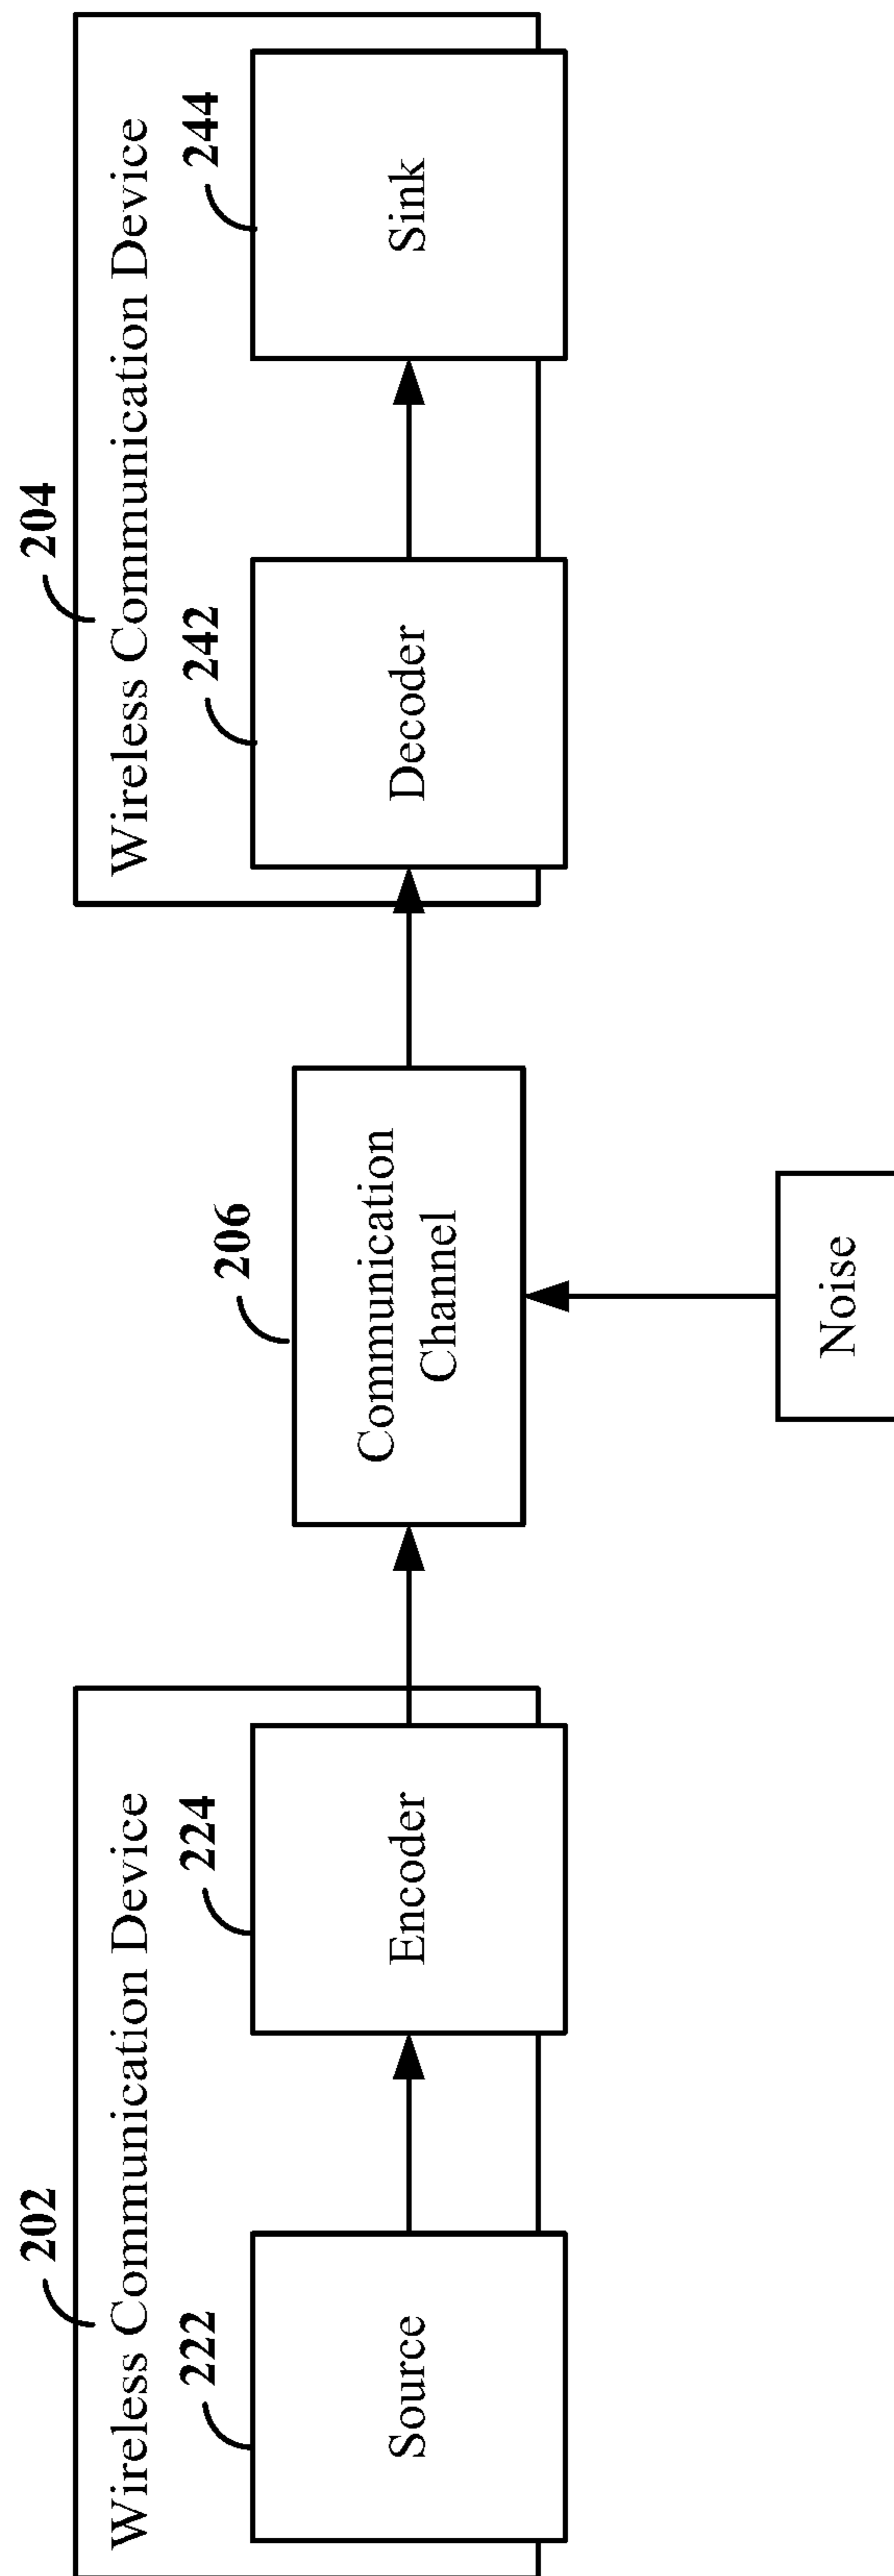 202
Wireless Communication Device
222
Source
224
Encoder
206
Communication
Channel
Noise
204
Wireless Communication Device
242
Decoder
244
Sink